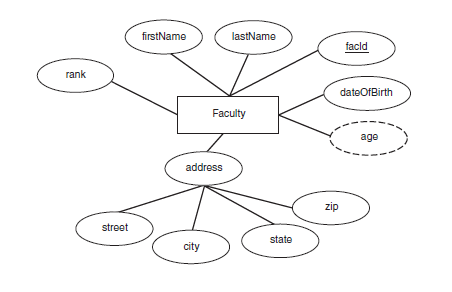 firstName
lastName
facId
rank
dateOfBirth
Faculty
age
address
zip
street
city
state